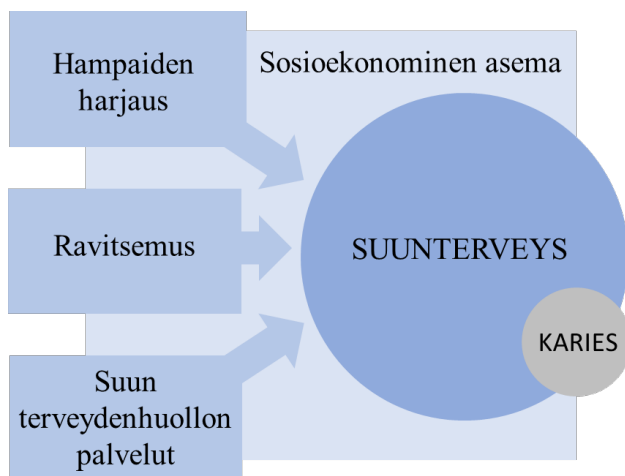 Hampaiden
harjaus
Sosioekonominen asema
Ravitsemus
SUUNTERVEYS
KARIES
Suun
terveydenhuollon
palvelut